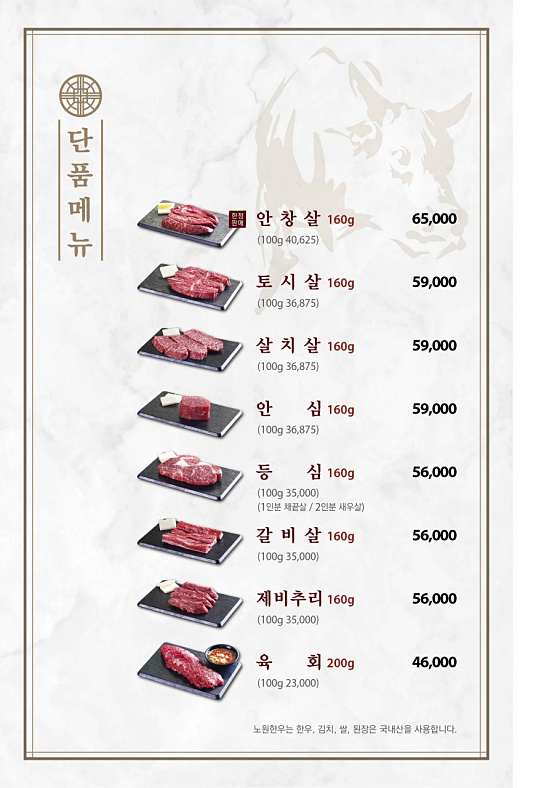 단품메뉴
한정
판매
안창살 160g 65,000
(100g 40,625)
토시살 160g 59,000
(100g 36,875)
살치살 160g 59,000
(100g 36,875)
안심 160g 59,000
(100g 36,875)
등심 160g 56,000
(100g 35,000)
(1인분 채끝살 / 2인분 새우살)
갈비살 160g 56,000
(100g 35,000)
제비추리 160g 56,000
(100g 35,000)
육회 200g 46,000
(100g 23,000)
노원한우는 한우, 김치, 쌀, 된장은 국내산을 사용합니다.